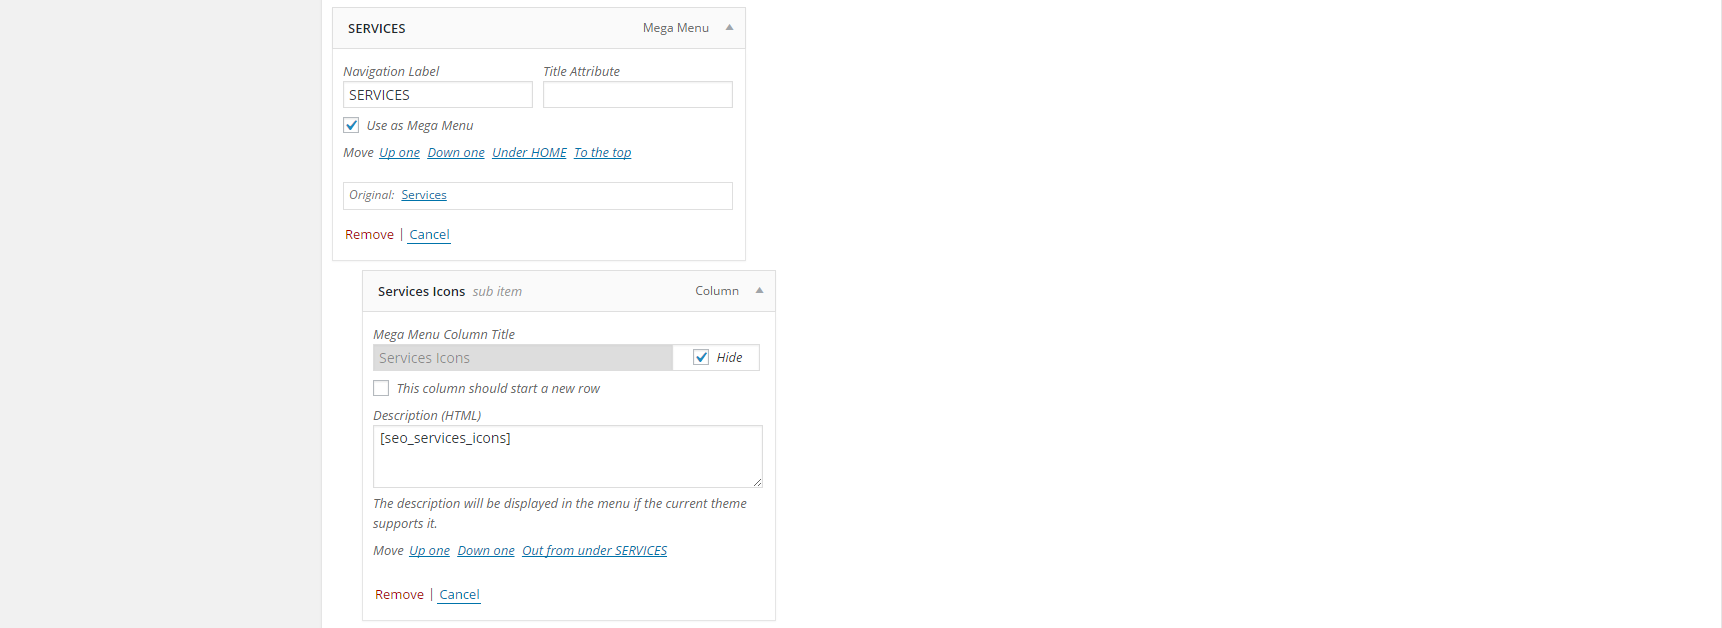 SERVICES Mega Menu
Navigation Label Title Attribute
SERVICES
Use as Mega Menu
Move Up one Down one Under HOME To the top
Original: Services
Remove | Cancel
Services Icons sub item Column
Mega Menu Column Title
Services Icons Hide
This column should start a new row
Description (HTML)
[seo_services_icons]
The description will be displayed in the menu if the current theme
supports it.
Move Up one Down one Out from under SERVICES
Remove | Cancel